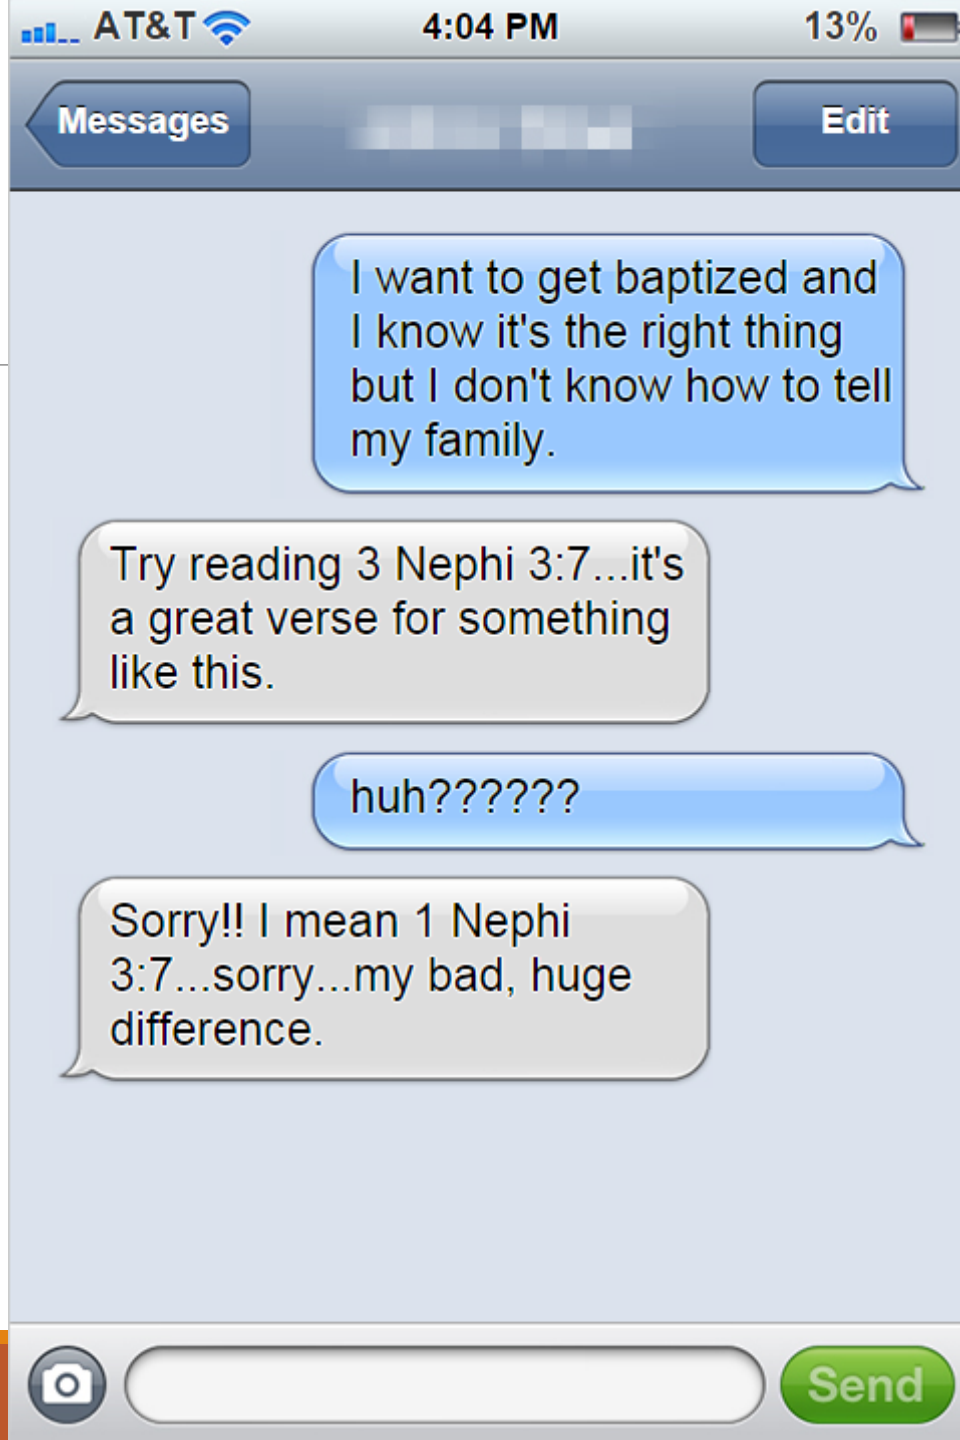 AT&T 4:04 PM 13%
Messages Edit
I want to get baptized and
I know it's the right thing
but I don't know how to tell
my family.
Try reading 3 Nephi 3:7...it's
a great verse for something
like this.
huh??????
Sorry!! I mean 1 Nephi
3:7...sorry...my bad, huge
difference.
Send